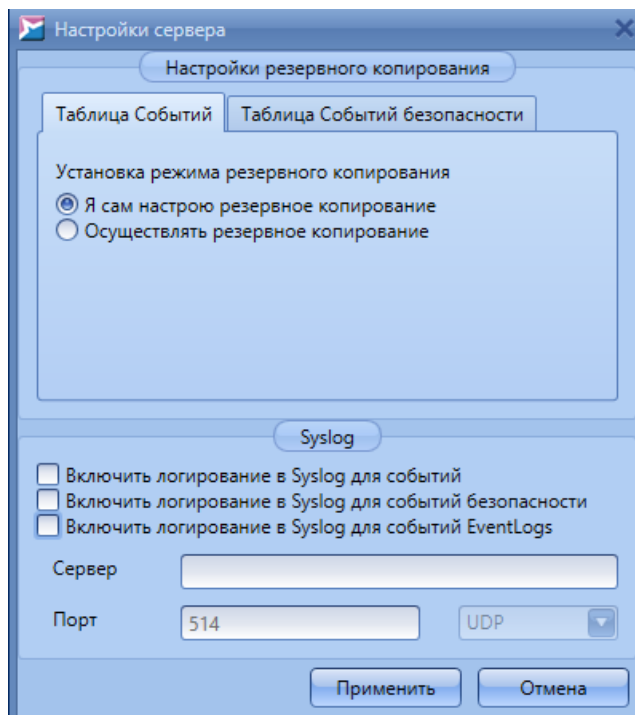 Настройки сервера
Настройки резервного копирования
Таблица Событий
Таблица Событий безопасности
Установка режима резервного копирования
Я сам настрою резервное копирование
Осуществлять резервное копирование
Syslog
Включить логирование в Syslog для событий
Включить логирование в Syslog для событий безопасности
Включить логирование в Syslog для событий EventLogs
Сервер
Порт 514 UDP
Применить Отмена